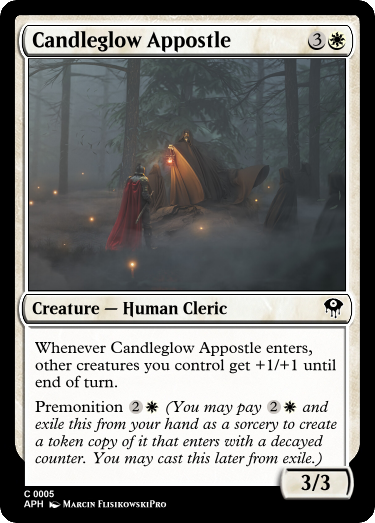 Candleglow Appostle 3
Creature — Human Cleric
Whenever Candleglow Appostle enters,
other creatures you control get +1/+1 until
end of turn.
Premonition 2 (You may pay 2 and
exile this from your hand as a sorcery to create
a token copy of it that enters with a decayed
counter. You may cast this later from exile.)
3/3
C 0005
APH Marcin FlisikowskiPro